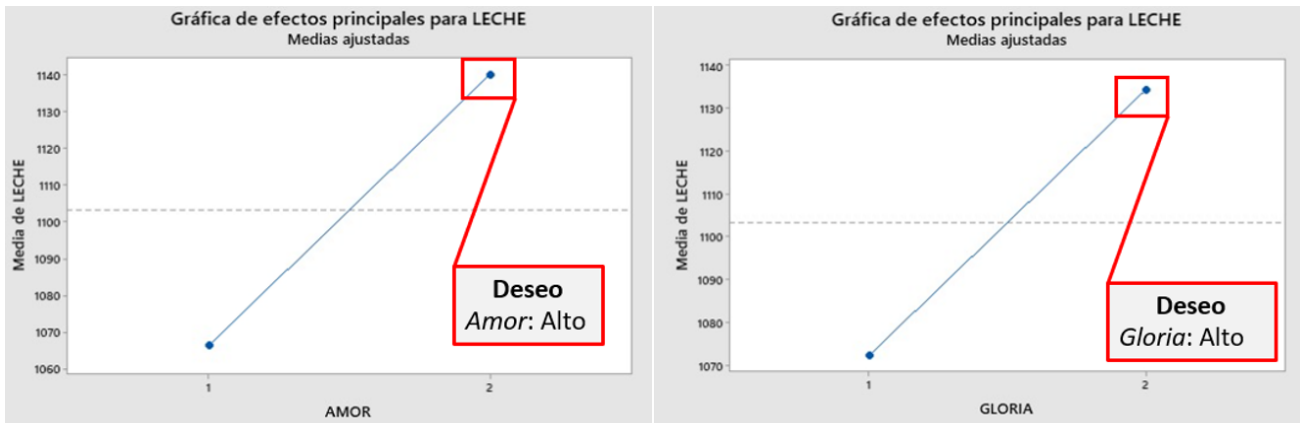 Gráfica de efectos principales para LECHE
Medias ajustadas
Media de LECHE
1140
1130
1120
1110
1100
1090
1080
1070
1060
1
2
AMOR
Deseo
Amor: Alto
Gráfica de efectos principales para LECHE
Medias ajustadas
Media de LECHE
1140
1130
1120
1110
1100
1090
1080
1070
1
2
GLORIA
Deseo
Gloria: Alto